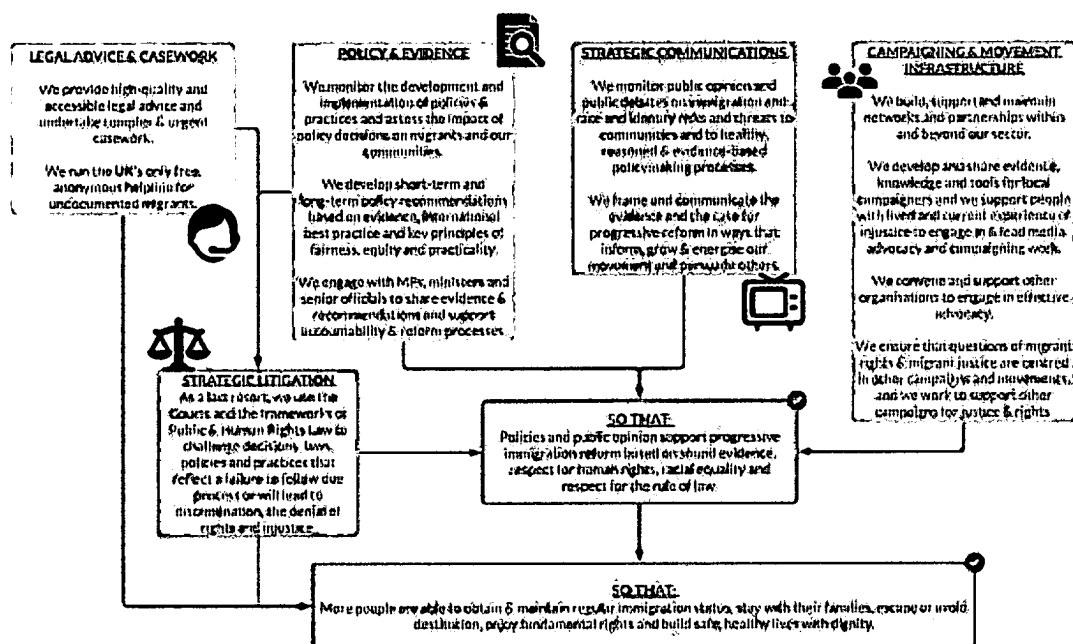 LEGAL ADVICE & CASEWORK
We provide high-quality and
accessible legal advice and
undertake complex & urgent
casework.
We run the UK's only free,
anonymous helpline for
undocumented migrants.
POLICY & EVIDENCE
We monitor the development and
implementation of policies &
practices and assess the impact of
policy decisions on migrants and our
communities.
We develop short-term and
long-term policy recommendations
based on evidence, international
best practice and key principles of
fairness, equity and practicality.
We engage with MPs, ministers and
senior officials to share evidence &
recommendations and support
accountability & reform processes.
STRATEGIC COMMUNICATIONS
We monitor public opinion and
public debates on immigration and
race and identify risks and threats to
communities and to healthy,
reasoned & evidence-based
policymaking processes.
We frame and communicate the
evidence and the case for
progressive reform in ways that
inform, grow & energise our
movement and persuade others.
CAMPAIGNING & MOVEMENT
INFRASTRUCTURE
We build, support and maintain
networks and partnerships within
and beyond our sector.
We develop and share evidence,
knowledge and tools for local
campaigners and we support people
with lived and current experience of
injustice to engage in & lead media,
advocacy and campaigning work.
We convene and support other
organisations to engage in effective
advocacy.
We ensure that questions of migrants'
rights & migrant justice are centred
in other campaigns and movements,
and we work to support other
campaigns for justice & rights
STRATEGIC LITIGATION
As a last resort, we use the
Courts and the frameworks of
Public & Human Rights Law to
challenge decisions, laws,
policies and practices that
reflect a failure to follow due
process or will lead to
discrimination, the denial of
rights and injustice.
SO THAT:
Policies and public opinion support progressive
immigration reform based on sound evidence,
respect for human rights, racial equality and
respect for the rule of law.
SO THAT:
More people are able to obtain & maintain regular immigration status, stay with their families, escape or avoid
destitution, enjoy fundamental rights and build safe, healthy lives with dignity.